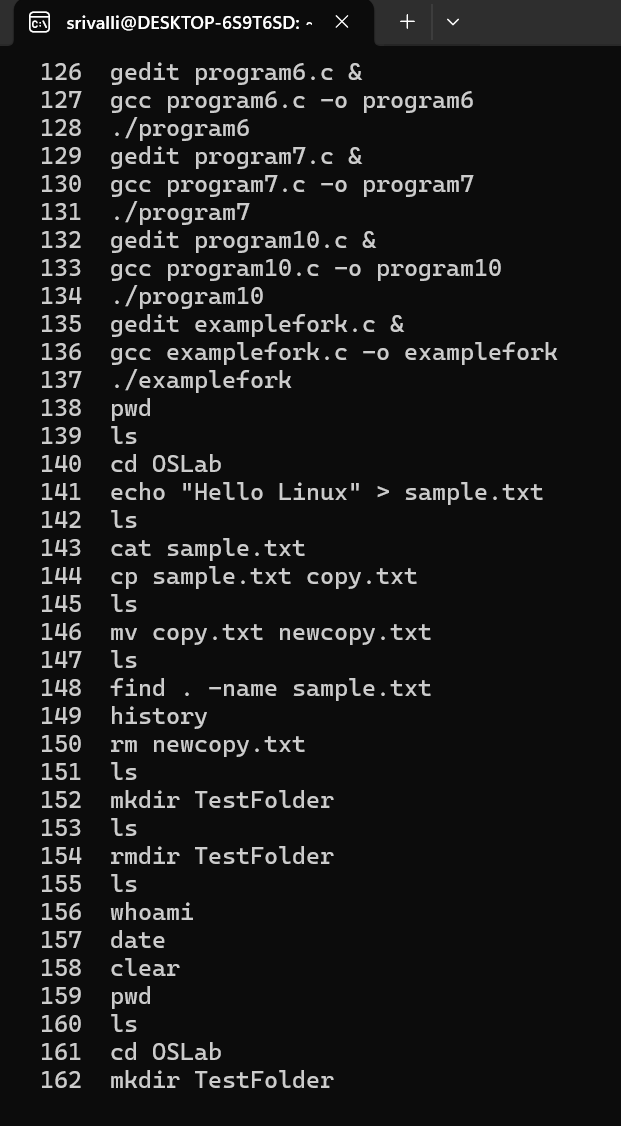 srivalli@DESKTOP-6S9T6SD: ~
126 gedit program6.c &
127 gcc program6.c -o program6
128 ./program6
129 gedit program7.c &
130 gcc program7.c -o program7
131 ./program7
132 gedit program10.c &
133 gcc program10.c -o program10
134 ./program10
135 gedit examplefork.c &
136 gcc examplefork.c -o examplefork
137 ./examplefork
138 pwd
139 ls
140 cd OSLab
141 echo "Hello Linux" > sample.txt
142 ls
143 cat sample.txt
144 cp sample.txt copy.txt
145 ls
146 mv copy.txt newcopy.txt
147 ls
148 find . -name sample.txt
149 history
150 rm newcopy.txt
151 ls
152 mkdir TestFolder
153 ls
154 rmdir TestFolder
155 ls
156 whoami
157 date
158 clear
159 pwd
160 ls
161 cd OSLab
162 mkdir TestFolder